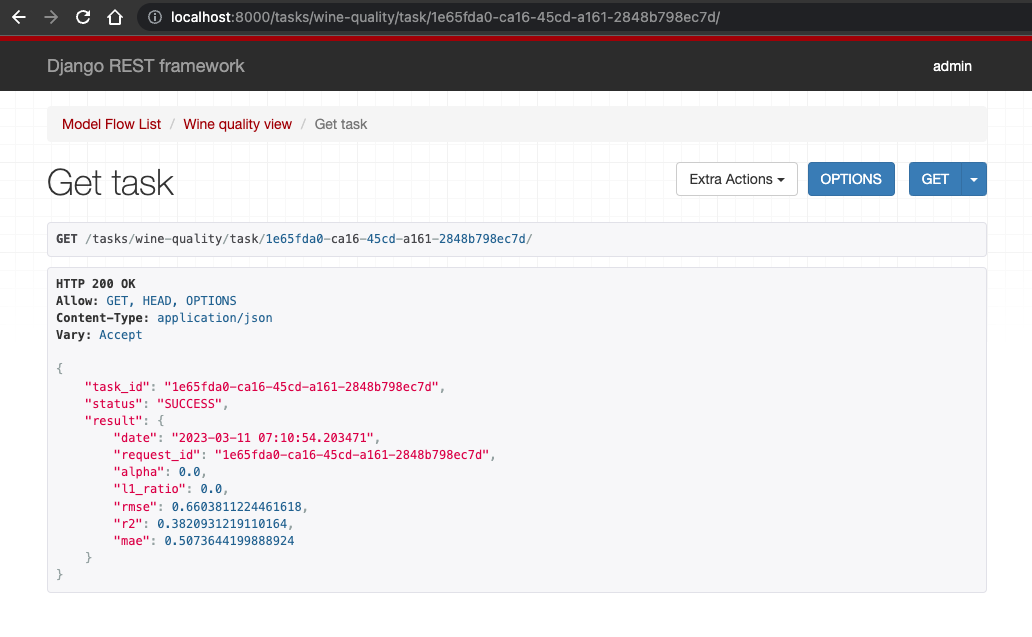 localhost:8000/tasks/wine-quality/task/1e65fda0-ca16-45cd-a161-2848b798ec7d/
Django REST framework admin
Model Flow List / Wine quality view / Get task
Get task Extra Actions OPTIONS GET
GET /tasks/wine-quality/task/1e65fda0-ca16-45cd-a161-2848b798ec7d/
HTTP 200 OK
Allow: GET, HEAD, OPTIONS
Content-Type: application/json
Vary: Accept
{
    "task_id": "1e65fda0-ca16-45cd-a161-2848b798ec7d",
    "status": "SUCCESS",
    "result": {
        "date": "2023-03-11 07:10:54.203471",
        "request_id": "1e65fda0-ca16-45cd-a161-2848b798ec7d",
        "alpha": 0.0,
        "l1_ratio": 0.0,
        "rmse": 0.6603811224461618,
        "r2": 0.3820931219110164,
        "mae": 0.5073644199888924
    }
}